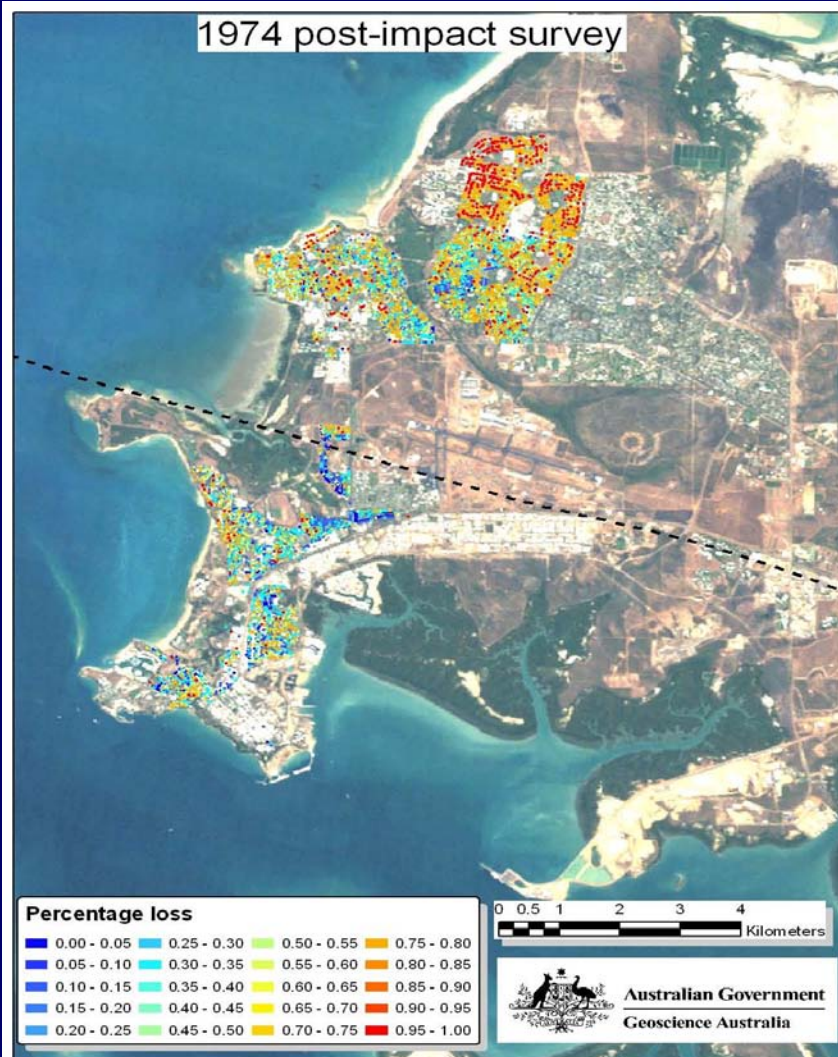 1974 post-impact survey
Percentage loss
0.00 - 0.05 0.25 - 0.30 0.50 - 0.55 0.75 - 0.80
0.05 - 0.10 0.30 - 0.35 0.55 - 0.60 0.80 - 0.85
0.10 - 0.15 0.35 - 0.40 0.60 - 0.65 0.85 - 0.90
0.15 - 0.20 0.40 - 0.45 0.65 - 0.70 0.90 - 0.95
0.20 - 0.25 0.45 - 0.50 0.70 - 0.75 0.95 - 1.00
0 0.5 1 2 3 4
Kilometers
Australian Government
Geoscience Australia